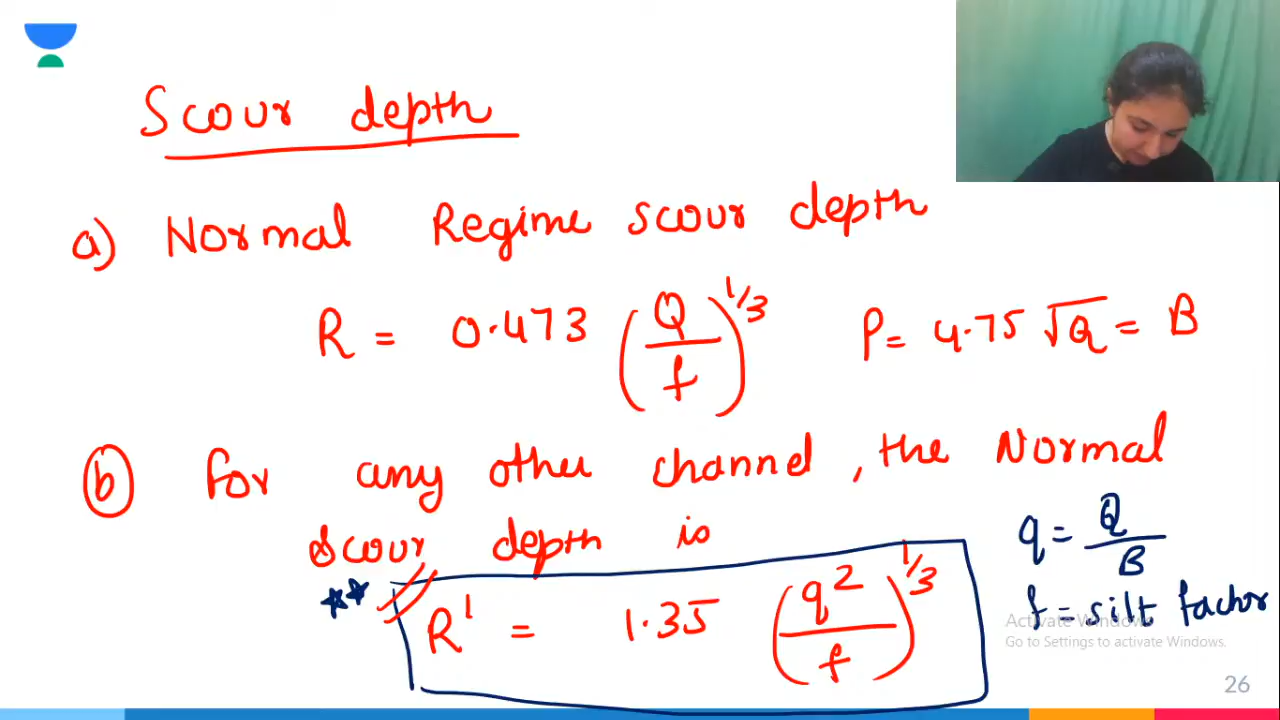 Scour depth
a) Normal Regime scour depth
R = 0.473 (Q/f)^1/3 P = 4.75 √Q = B
b) for any other channel, the Normal
scour depth is
** R' = 1.35 (q²/f)^1/3
q = Q/B
f = silt factor
Activate Windows
Go to Settings to activate Windows.
26